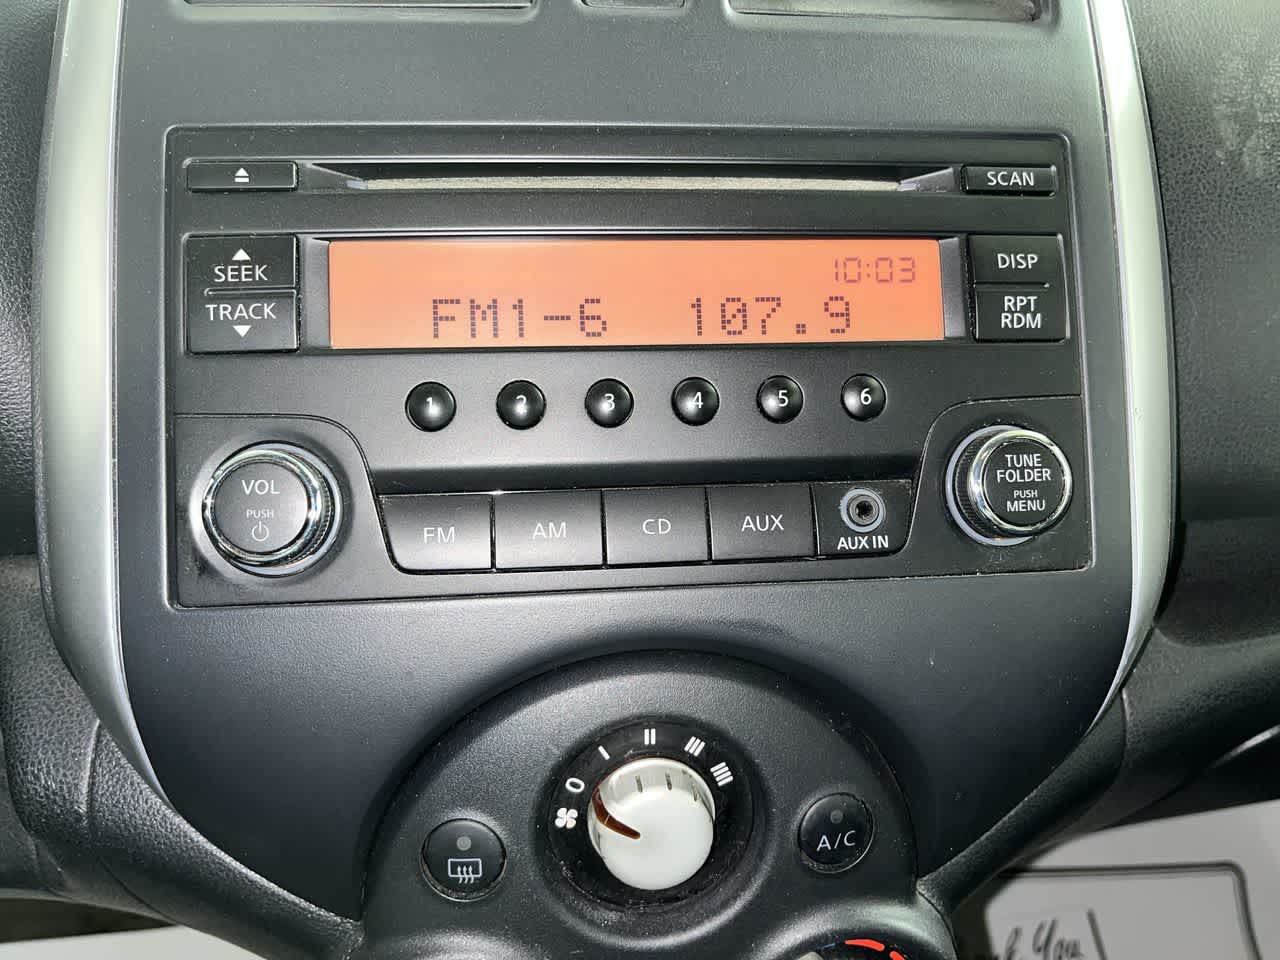 SCAN
SEEK
TRACK
10:03
FM1-6 107.9
DISP
RPT
RDM
1 2 3 4 5 6
VOL
PUSH
TUNE
FOLDER
PUSH
MENU
FM AM CD AUX
AUX IN
0 I II III IIII
A/C
You